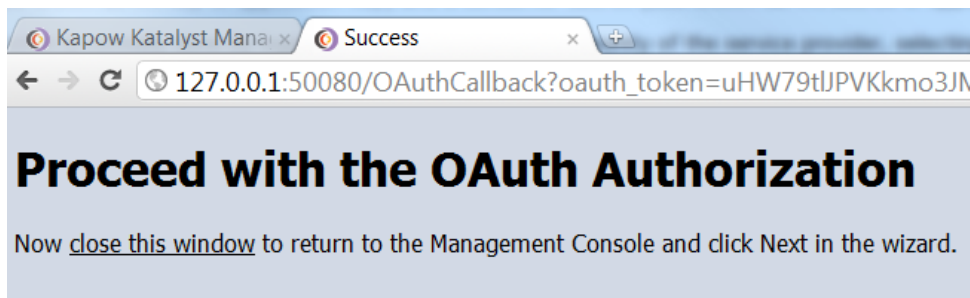 Kapow Katalyst Mana
Success
127.0.0.1:50080/OAuthCallback?oauth_token=uHW79tlJPVKkmo3JM
Proceed with the OAuth Authorization
Now close this window to return to the Management Console and click Next in the wizard.